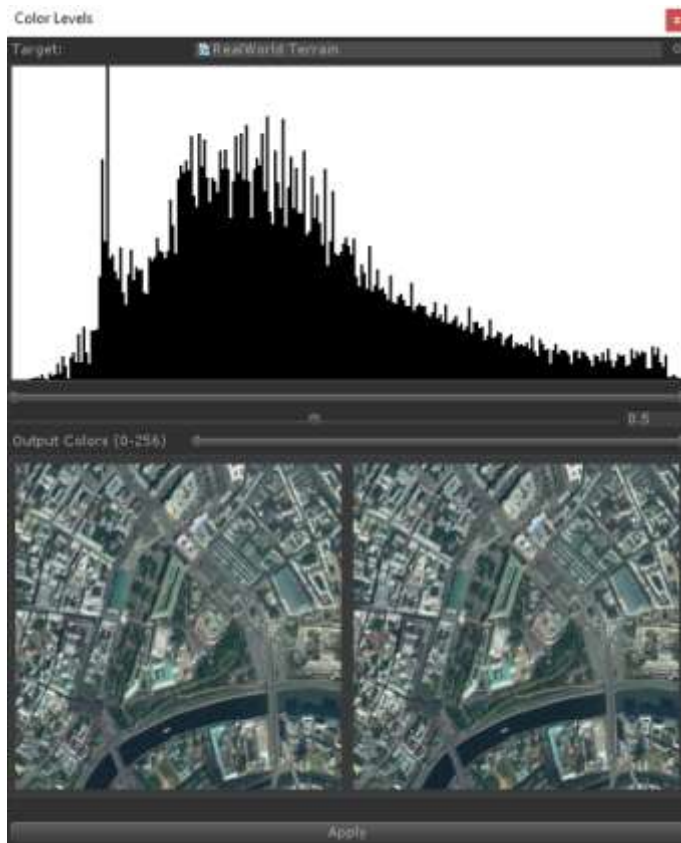 Color Levels
Target: RealWorld Terrain
0.5
Output Colors (0-256)
Apply